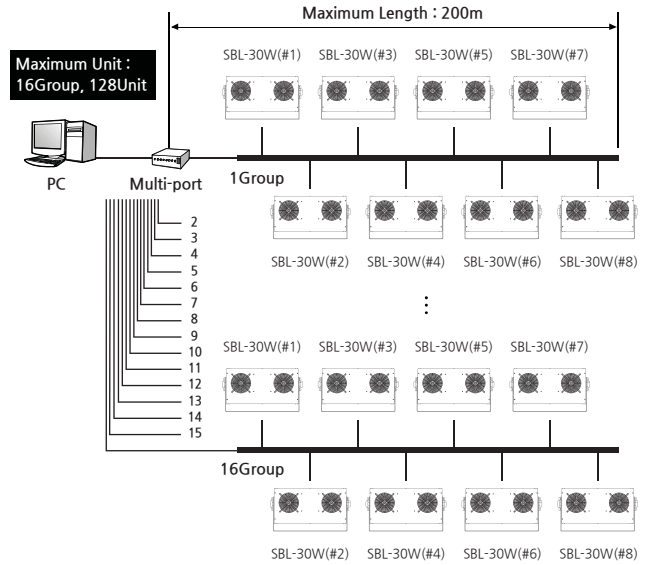 Maximum Length : 200m
Maximum Unit :
16Group, 128Unit
SBL-30W(#1) SBL-30W(#3) SBL-30W(#5) SBL-30W(#7)
PC
Multi-port
1Group
SBL-30W(#2) SBL-30W(#4) SBL-30W(#6) SBL-30W(#8)
2
3
4
5
6
7
8
9
10
11
12
13
14
15
⋮
SBL-30W(#1) SBL-30W(#3) SBL-30W(#5) SBL-30W(#7)
16Group
SBL-30W(#2) SBL-30W(#4) SBL-30W(#6) SBL-30W(#8)